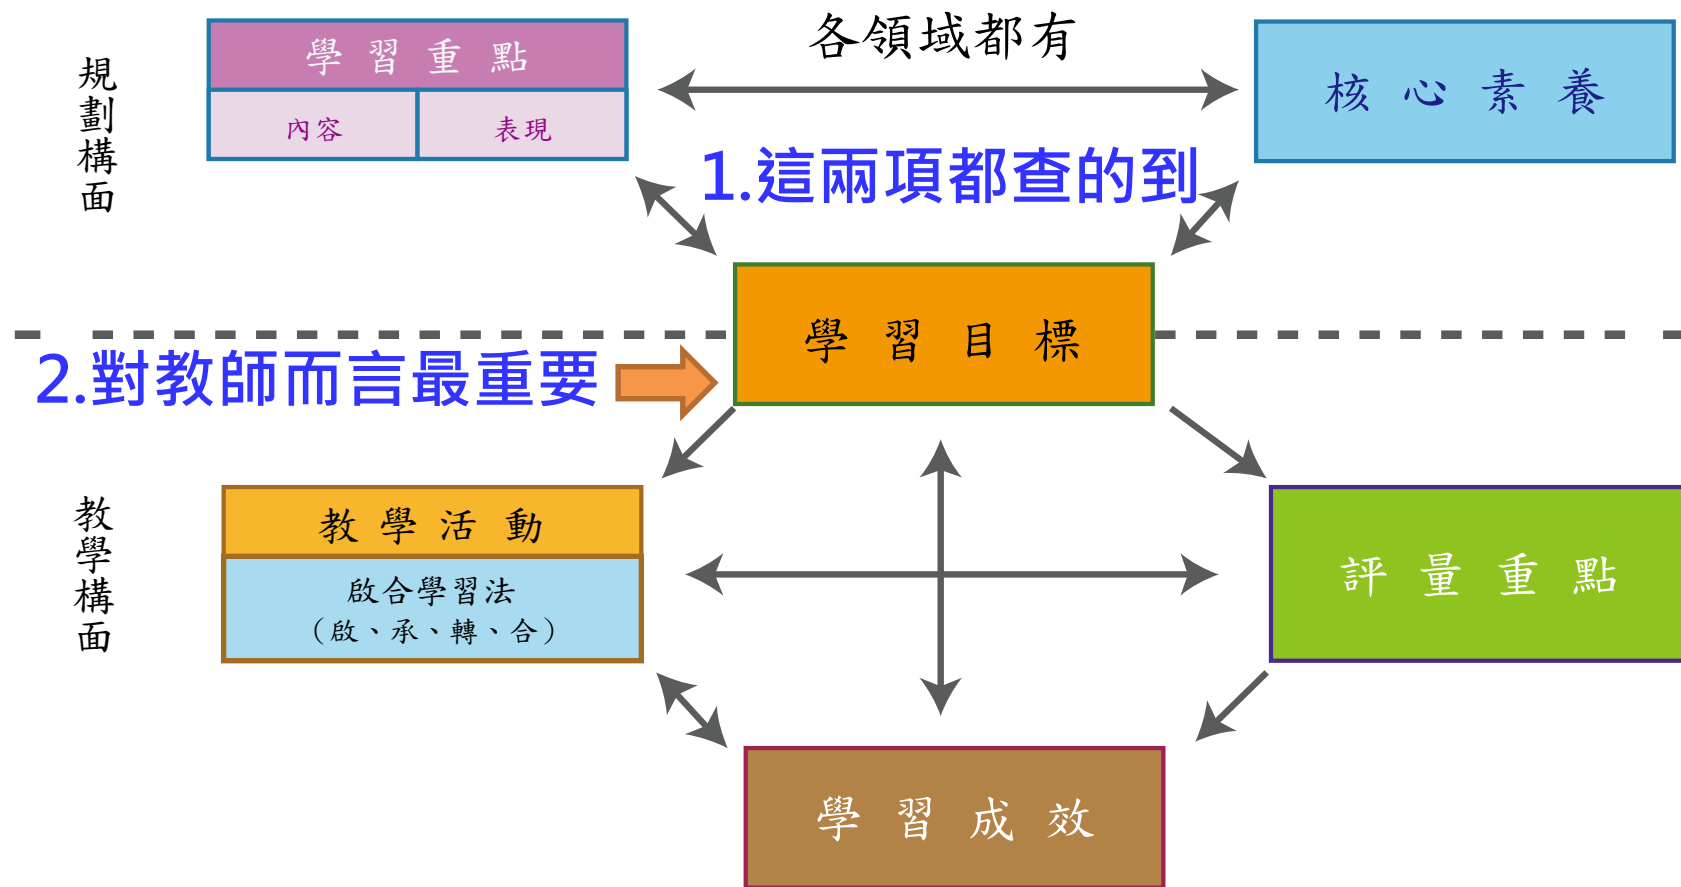 各領域都有
學習重點
內容
表現
核心素養
規劃構面
1.這兩項都查的到
學習目標
2.對教師而言最重要
教學構面
教學活動
啟合學習法
（啟、承、轉、合）
評量重點
學習成效